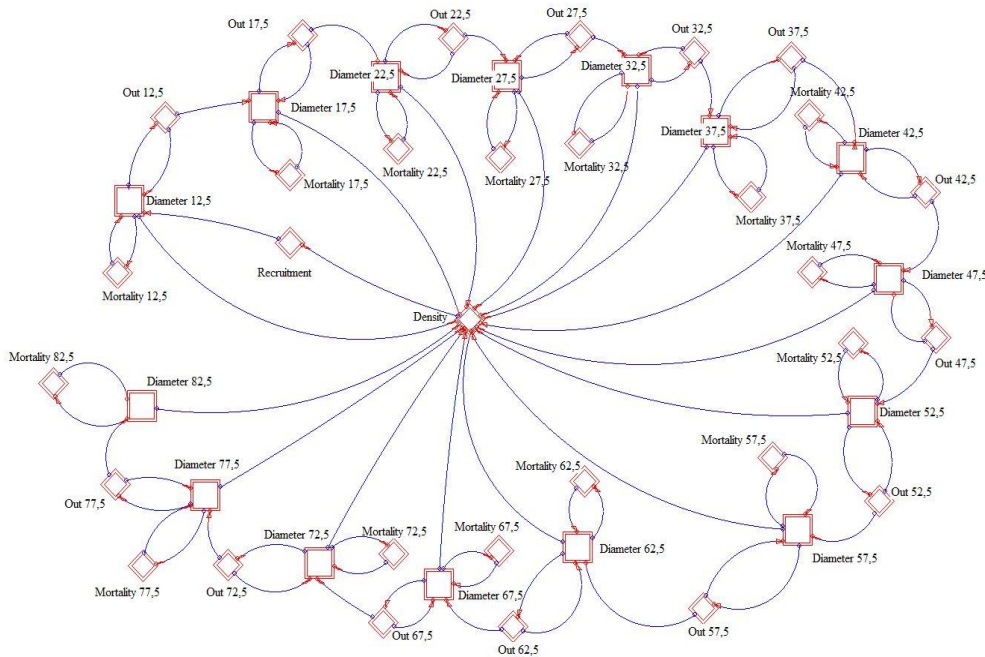 Out 17,5
Out 22,5
Out 27,5
Out 32,5
Out 37,5
Out 12,5
Diameter 22,5
Diameter 27,5
Diameter 32,5
Mortality 42,5
Diameter 17,5
Diameter 37,5
Diameter 42,5
Mortality 17,5
Mortality 22,5
Mortality 27,5
Mortality 32,5
Mortality 37,5
Out 42,5
Diameter 12,5
Mortality 47,5
Mortality 12,5
Recruitment
Diameter 47,5
Density
Mortality 82,5
Mortality 52,5
Out 47,5
Diameter 82,5
Diameter 52,5
Mortality 57,5
Diameter 77,5
Mortality 62,5
Out 77,5
Out 52,5
Diameter 72,5
Mortality 72,5
Mortality 67,5
Diameter 62,5
Diameter 57,5
Mortality 77,5
Out 72,5
Diameter 67,5
Out 67,5
Out 62,5
Out 57,5